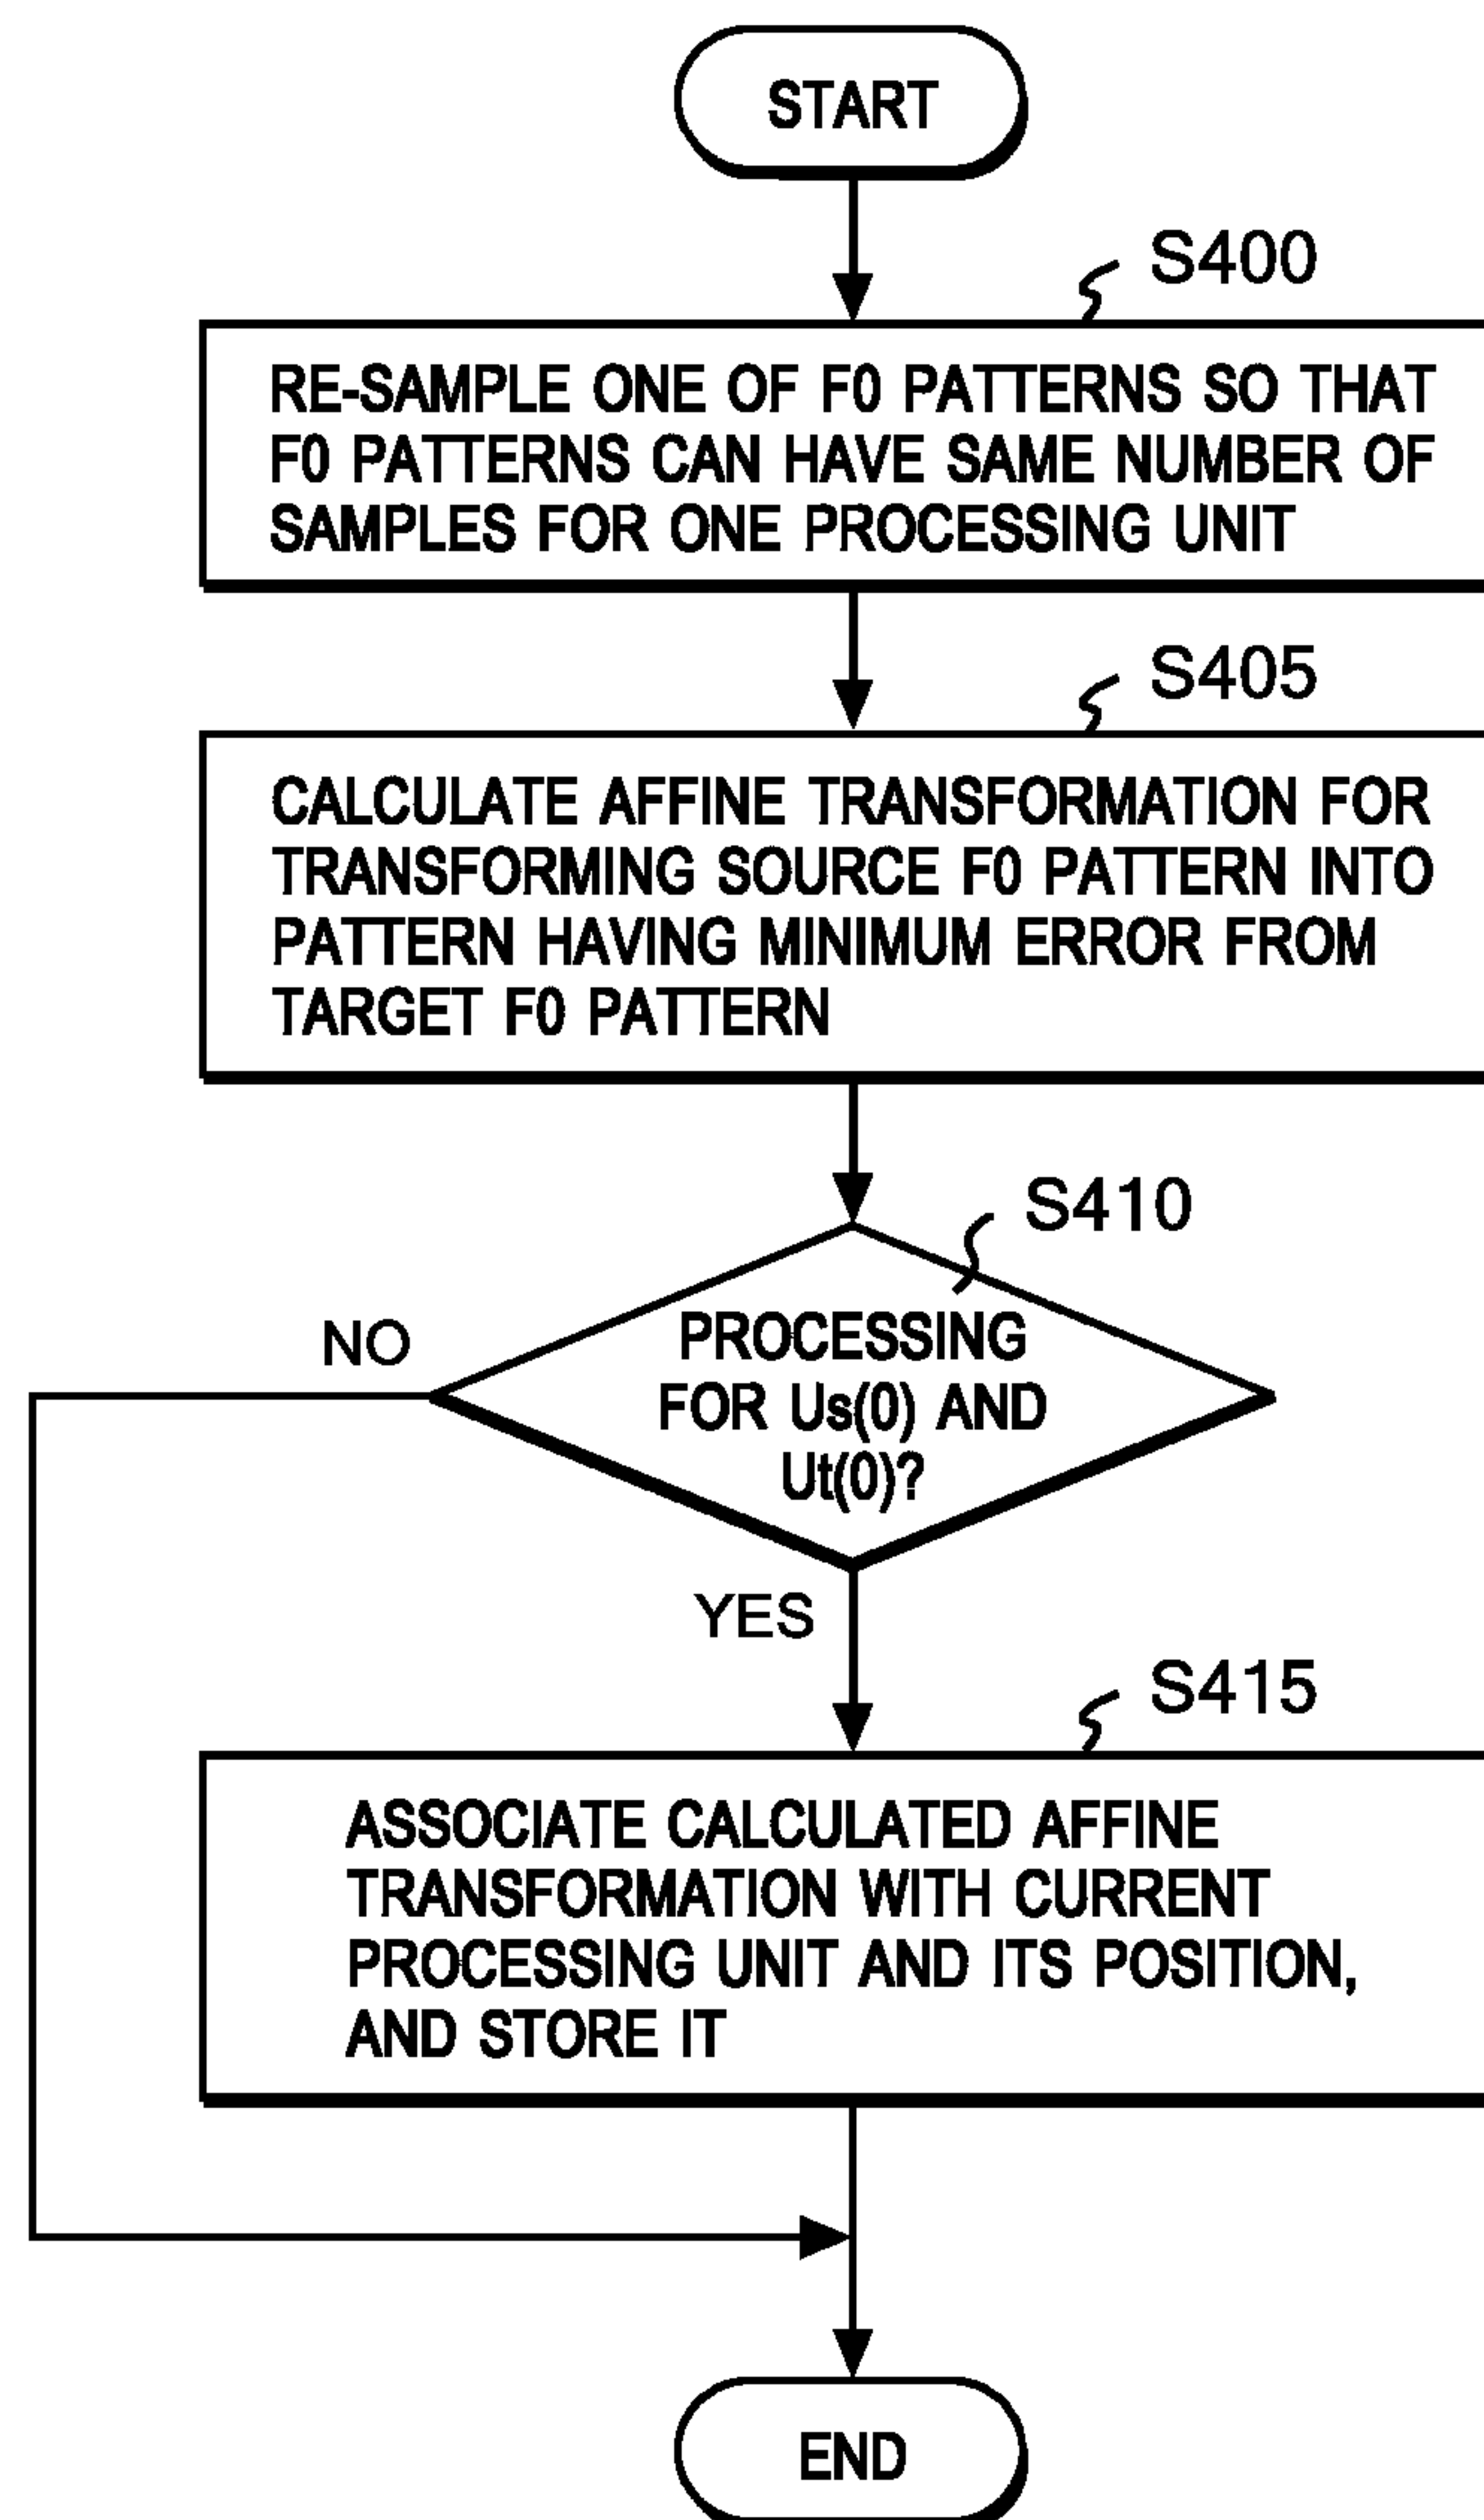 START
S400
RE-SAMPLE ONE OF F0 PATTERNS SO THAT
F0 PATTERNS CAN HAVE SAME NUMBER OF
SAMPLES FOR ONE PROCESSING UNIT
S405
CALCULATE AFFINE TRANSFORMATION FOR
TRANSFORMING SOURCE F0 PATTERN INTO
PATTERN HAVING MINIMUM ERROR FROM
TARGET F0 PATTERN
S410
NO
PROCESSING
FOR Us(0) AND
Ut(0)?
YES
S415
ASSOCIATE CALCULATED AFFINE
TRANSFORMATION WITH CURRENT
PROCESSING UNIT AND ITS POSITION,
AND STORE IT
END